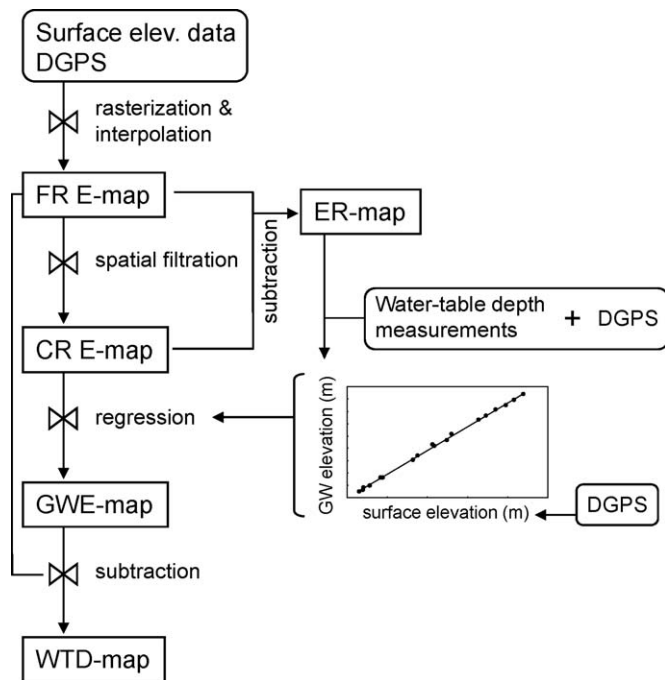 Surface elev. data
DGPS
rasterization &
interpolation
FR E-map
ER-map
subtraction
spatial filtration
Water-table depth
measurements + DGPS
CR E-map
regression
GW elevation (m)
surface elevation (m)
DGPS
GWE-map
subtraction
WTD-map